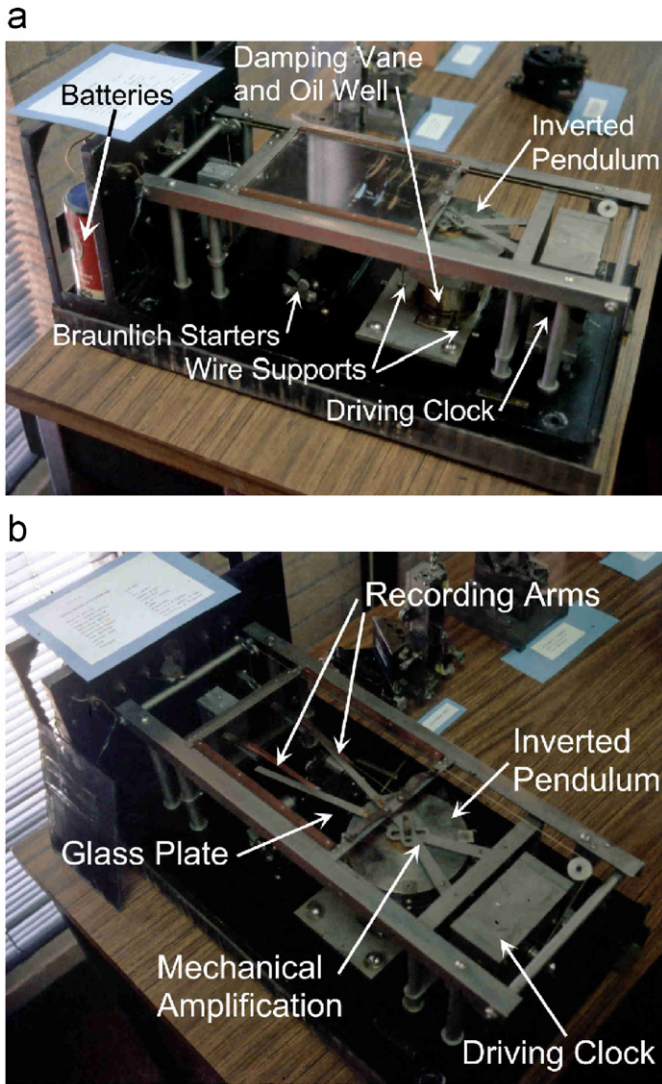 a
Damping Vane
and Oil Well
Batteries
Inverted
Pendulum
Braunlich Starters
Wire Supports
Driving Clock
b
Recording Arms
Inverted
Pendulum
Glass Plate
Mechanical
Amplification
Driving Clock